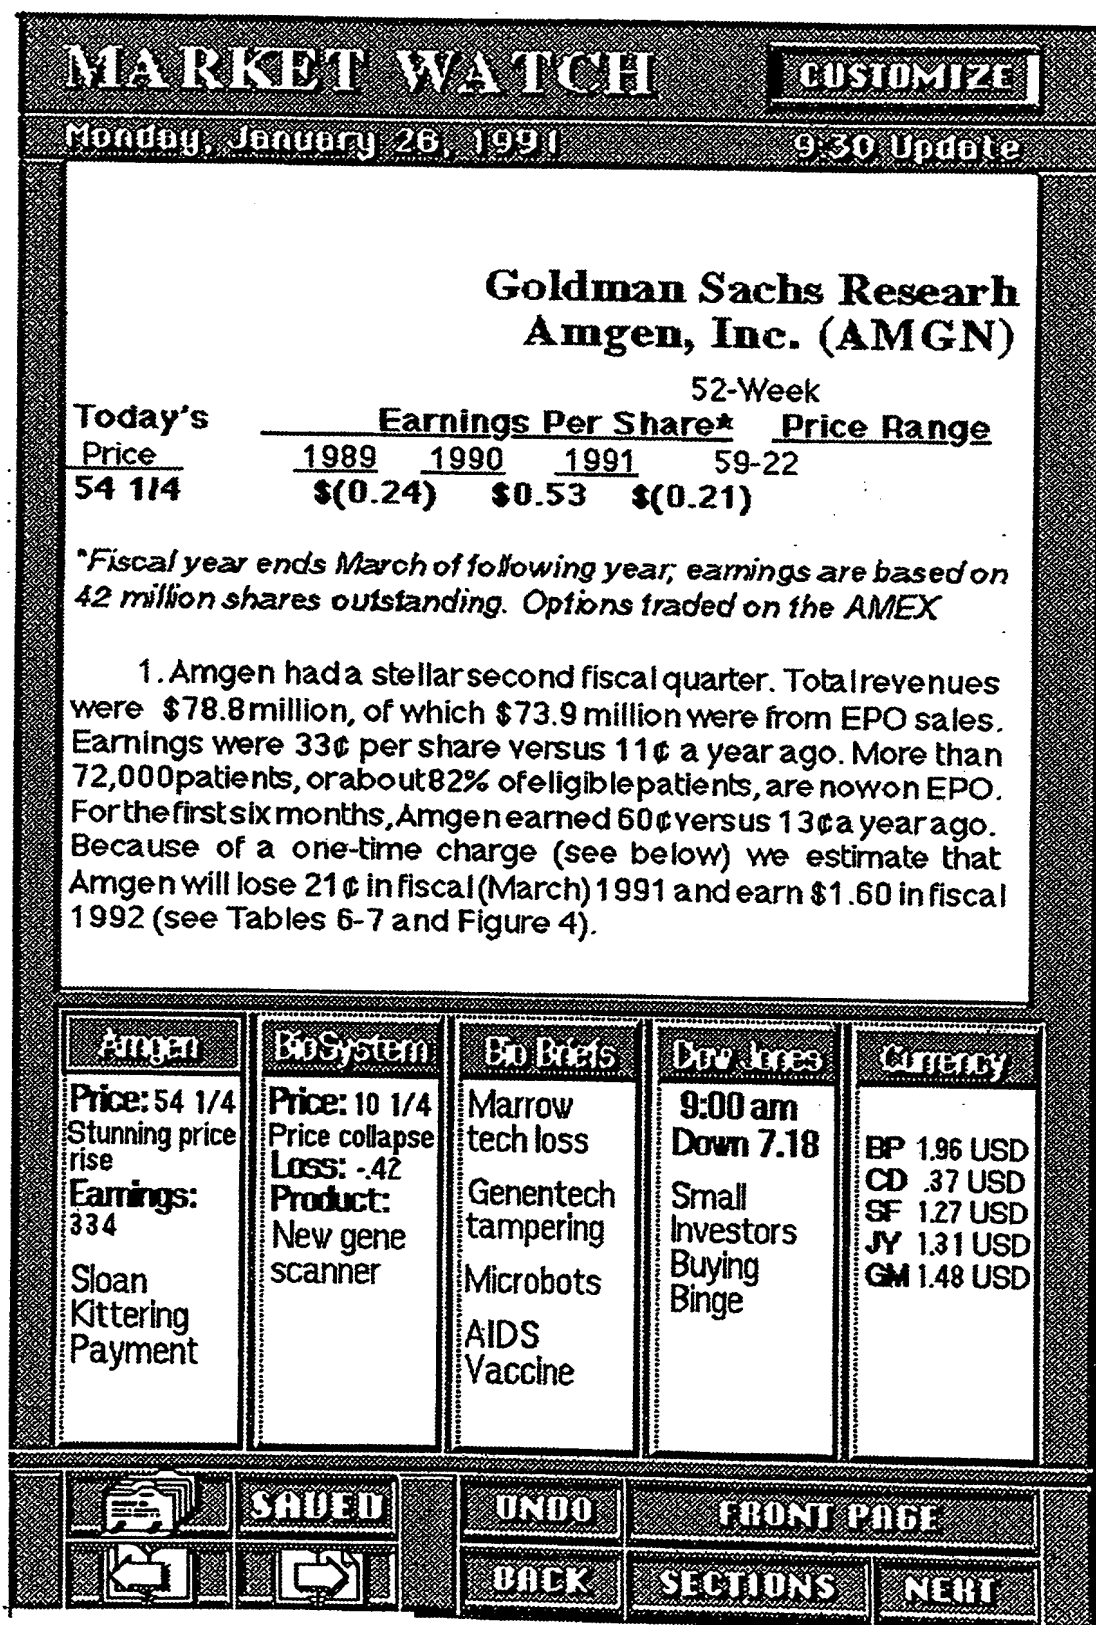 MARKET WATCH
CUSTOMIZE
Monday, January 26, 1991
9:30 Update
Goldman Sachs Researh
Amgen, Inc. (AMGN)
52-Week
Today's Earnings Per Share* Price Range
Price 1989 1990 1991 59-22
54 1/4 $(0.24) $0.53 $(0.21)
*Fiscal year ends March of following year; earnings are based on
42 million shares outstanding. Options traded on the AMEX
1. Amgen had a stellar second fiscal quarter. Total revenues
were $78.8 million, of which $73.9 million were from EPO sales.
Earnings were 33¢ per share versus 11¢ a year ago. More than
72,000 patients, or about 82% of eligible patients, are now on EPO.
For the first six months, Amgen earned 60¢ versus 13¢ a year ago.
Because of a one-time charge (see below) we estimate that
Amgen will lose 21¢ in fiscal (March) 1991 and earn $1.60 in fiscal
1992 (see Tables 6-7 and Figure 4).
Amgen
Price: 54 1/4
Stunning price
rise
Earnings:
334
Sloan
Kittering
Payment
BioSystem
Price: 10 1/4
Price collapse
Loss: -.42
Product:
New gene
scanner
Bio Briefs
Marrow
tech loss
Genentech
tampering
Microbots
AIDS
Vaccine
Dow Jones
9:00 am
Down 7.18
Small
Investors
Buying
Binge
Currency
BP 1.96 USD
CD .37 USD
SF 1.27 USD
JY 1.31 USD
GM 1.48 USD
SAVED
UNDO
FRONT PAGE
BACK
SECTIONS
NEXT